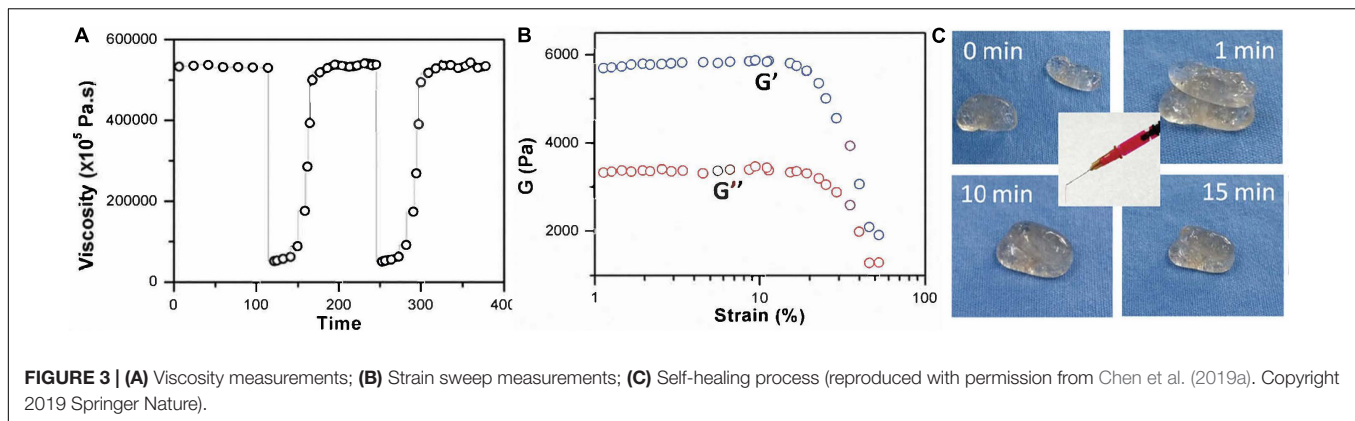 A
600000
400000
200000
0
Viscosity (x10⁵ Pa.s)
0
100
200
300
400
Time
B
6000
4000
2000
G (Pa)
G'
G''
1
10
100
Strain (%)
C
0 min
1 min
10 min
15 min
FIGURE 3 | (A) Viscosity measurements; (B) Strain sweep measurements; (C) Self-healing process (reproduced with permission from Chen et al. (2019a). Copyright
2019 Springer Nature).